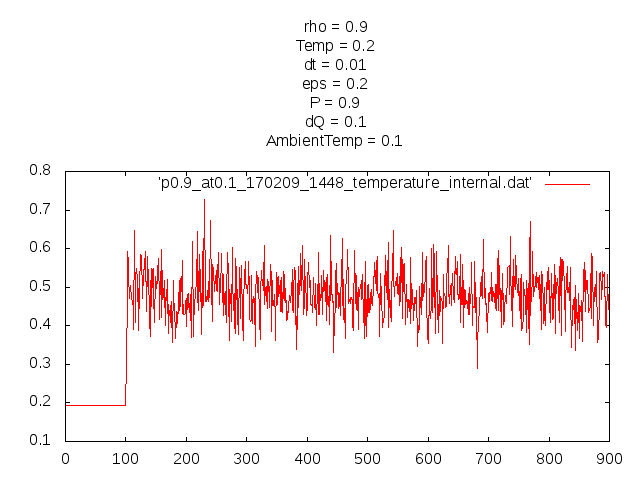 rho = 0.9
Temp = 0.2
dt = 0.01
eps = 0.2
P = 0.9
dQ = 0.1
AmbientTemp = 0.1
'p0.9_at0.1_170209_1448_temperature_internal.dat'
0.8
0.7
0.6
0.5
0.4
0.3
0.2
0.1
0 100 200 300 400 500 600 700 800 900